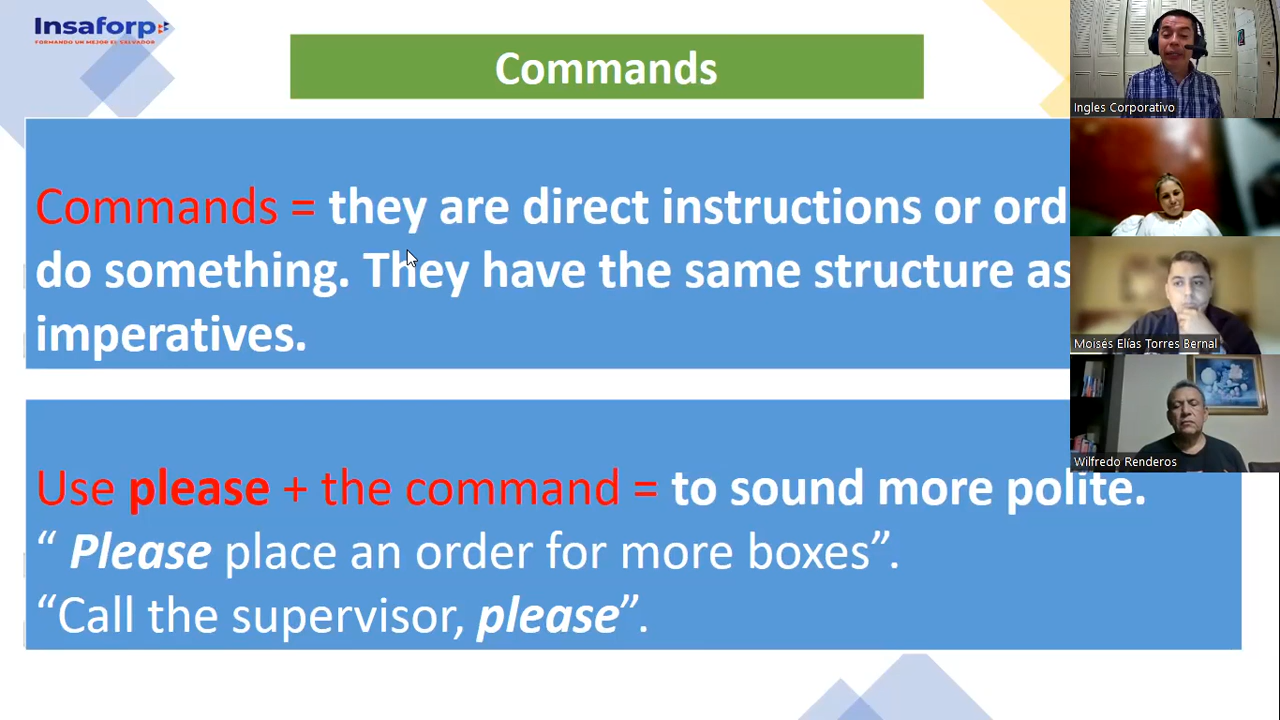 Insaforp
FORMANDO UN MEJOR EL SALVADOR
Commands
Commands = they are direct instructions or ord
do something. They have the same structure as
imperatives.
Use please + the command = to sound more polite.
“ Please place an order for more boxes”.
“Call the supervisor, please”.
Ingles Corporativo
Moisés Elías Torres Bernal
Wilfredo Renderos